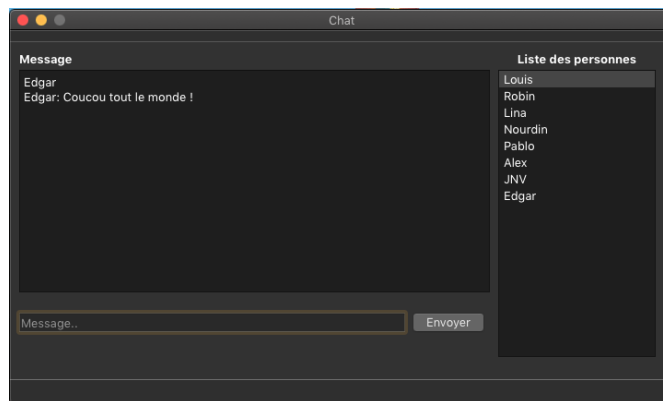 Chat
Message
Edgar
Edgar: Coucou tout le monde !
Message..
Envoyer
Liste des personnes
Louis
Robin
Lina
Nourdin
Pablo
Alex
JNV
Edgar